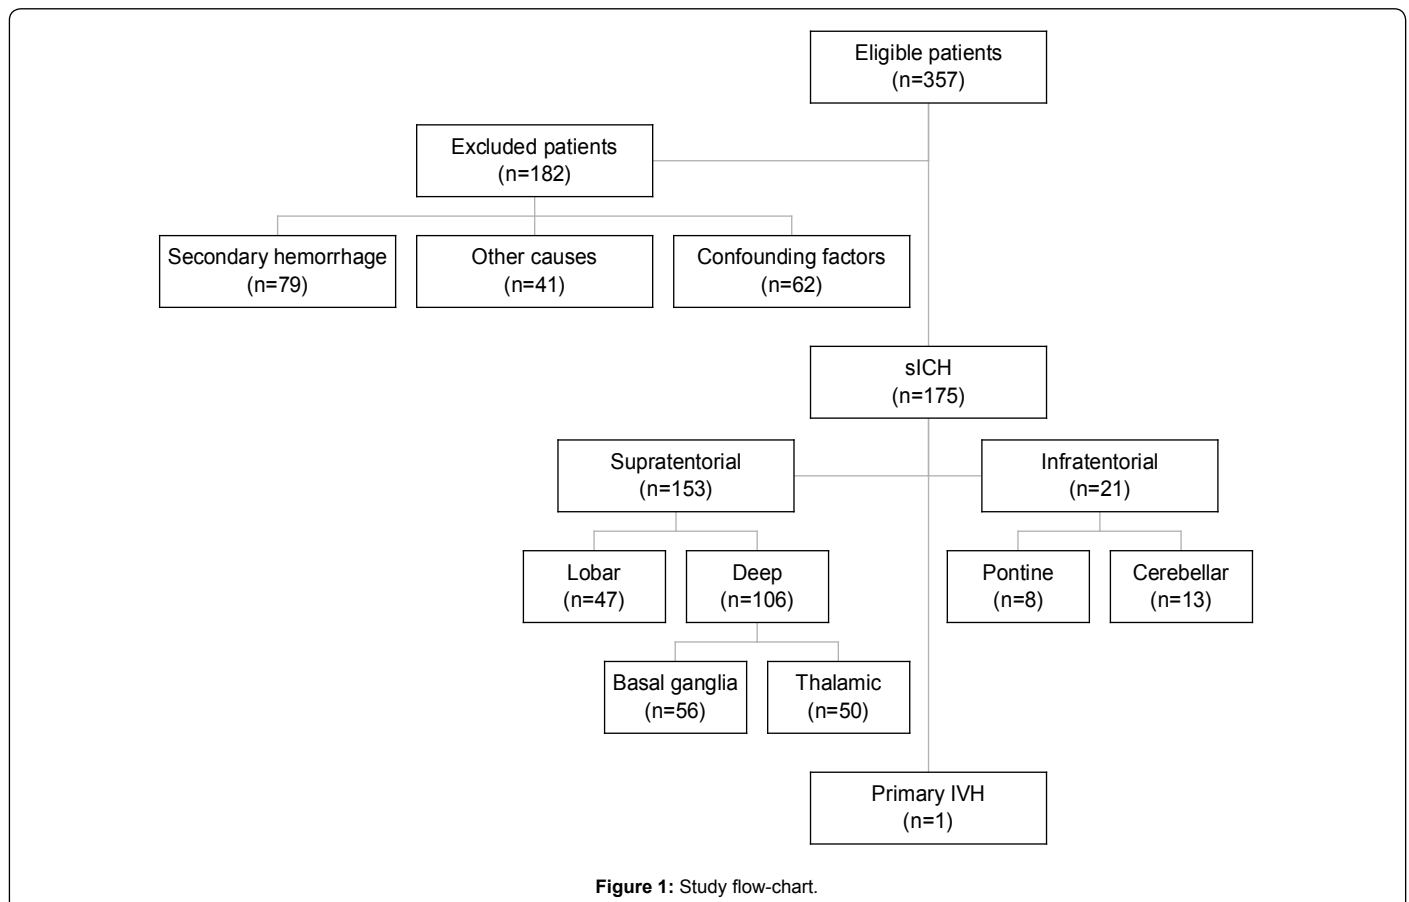 Eligible patients
(n=357)
Excluded patients
(n=182)
Secondary hemorrhage
(n=79)
Other causes
(n=41)
Confounding factors
(n=62)
sICH
(n=175)
Supratentorial
(n=153)
Infratentorial
(n=21)
Lobar
(n=47)
Deep
(n=106)
Pontine
(n=8)
Cerebellar
(n=13)
Basal ganglia
(n=56)
Thalamic
(n=50)
Primary IVH
(n=1)
Figure 1: Study flow-chart.